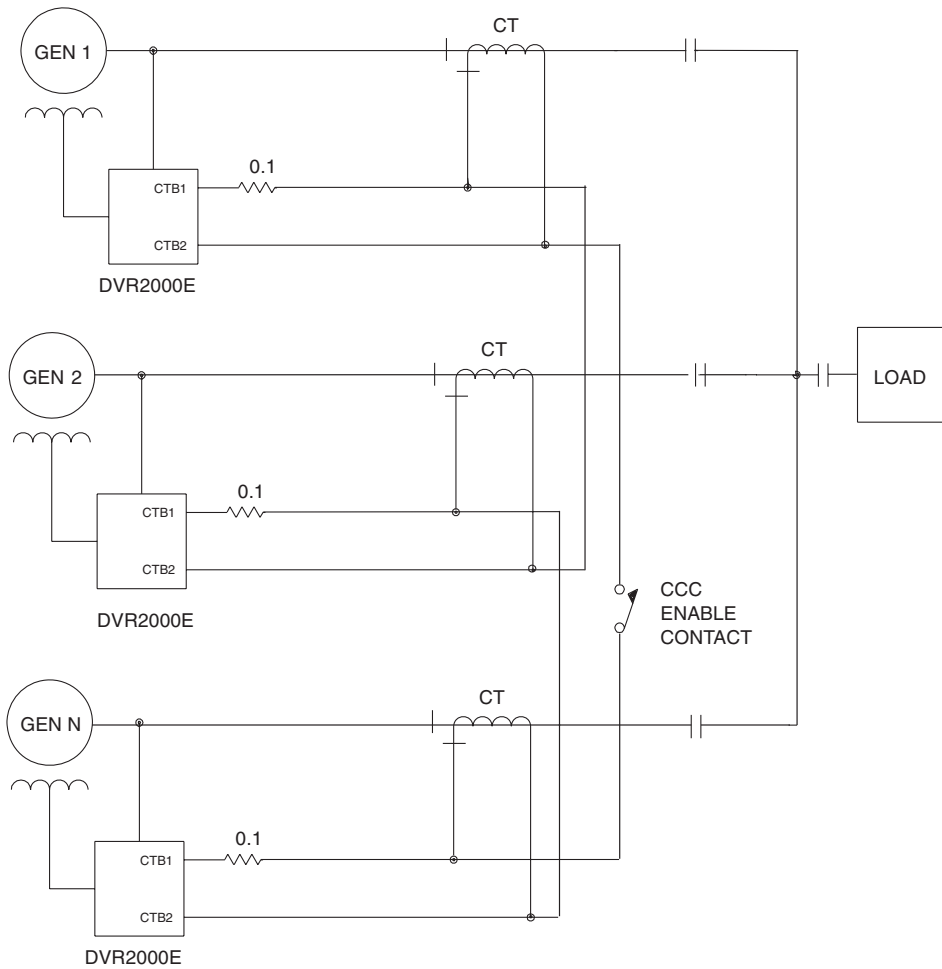 CT
GEN 1
0.1
CTB1
CTB2
DVR2000E
CT
GEN 2
LOAD
0.1
CTB1
CTB2
CCC
ENABLE
CONTACT
DVR2000E
CT
GEN N
0.1
CTB1
CTB2
DVR2000E